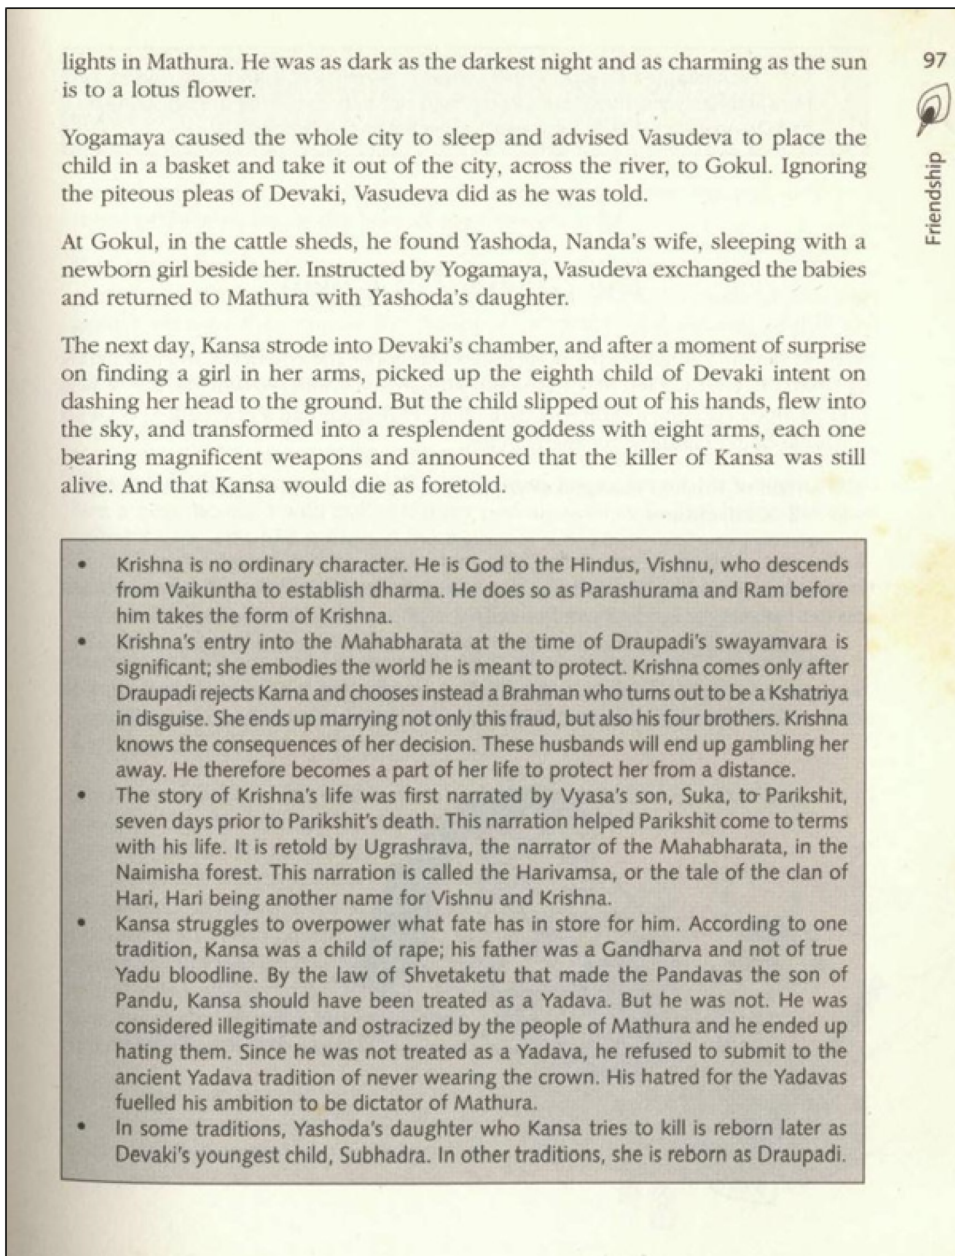 lights in Mathura. He was as dark as the darkest night and as charming as the sun
is to a lotus flower.
Yogamaya caused the whole city to sleep and advised Vasudeva to place the
child in a basket and take it out of the city, across the river, to Gokul. Ignoring
the piteous pleas of Devaki, Vasudeva did as he was told.
At Gokul, in the cattle sheds, he found Yashoda, Nanda's wife, sleeping with a
newborn girl beside her. Instructed by Yogamaya, Vasudeva exchanged the babies
and returned to Mathura with Yashoda's daughter.
The next day, Kansa strode into Devaki's chamber, and after a moment of surprise
on finding a girl in her arms, picked up the eighth child of Devaki intent on
dashing her head to the ground. But the child slipped out of his hands, flew into
the sky, and transformed into a resplendent goddess with eight arms, each one
bearing magnificent weapons and announced that the killer of Kansa was still
alive. And that Kansa would die as foretold.
• Krishna is no ordinary character. He is God to the Hindus, Vishnu, who descends
from Vaikuntha to establish dharma. He does so as Parashurama and Ram before
him takes the form of Krishna.
• Krishna's entry into the Mahabharata at the time of Draupadi's swayamvara is
significant; she embodies the world he is meant to protect. Krishna comes only after
Draupadi rejects Karna and chooses instead a Brahman who turns out to be a Kshatriya
in disguise. She ends up marrying not only this fraud, but also his four brothers. Krishna
knows the consequences of her decision. These husbands will end up gambling her
away. He therefore becomes a part of her life to protect her from a distance.
• The story of Krishna's life was first narrated by Vyasa's son, Suka, to Parikshit,
seven days prior to Parikshit's death. This narration helped Parikshit come to terms
with his life. It is retold by Ugrashrava, the narrator of the Mahabharata, in the
Naimisha forest. This narration is called the Harivamsa, or the tale of the clan of
Hari, Hari being another name for Vishnu and Krishna.
• Kansa struggles to overpower what fate has in store for him. According to one
tradition, Kansa was a child of rape; his father was a Gandharva and not of true
Yadu bloodline. By the law of Shvetaketu that made the Pandavas the son of
Pandu, Kansa should have been treated as a Yadava. But he was not. He was
considered illegitimate and ostracized by the people of Mathura and he ended up
hating them. Since he was not treated as a Yadava, he refused to submit to the
ancient Yadava tradition of never wearing the crown. His hatred for the Yadavas
fuelled his ambition to be dictator of Mathura.
• In some traditions, Yashoda's daughter who Kansa tries to kill is reborn later as
Devaki's youngest child, Subhadra. In other traditions, she is reborn as Draupadi.
97
Friendship